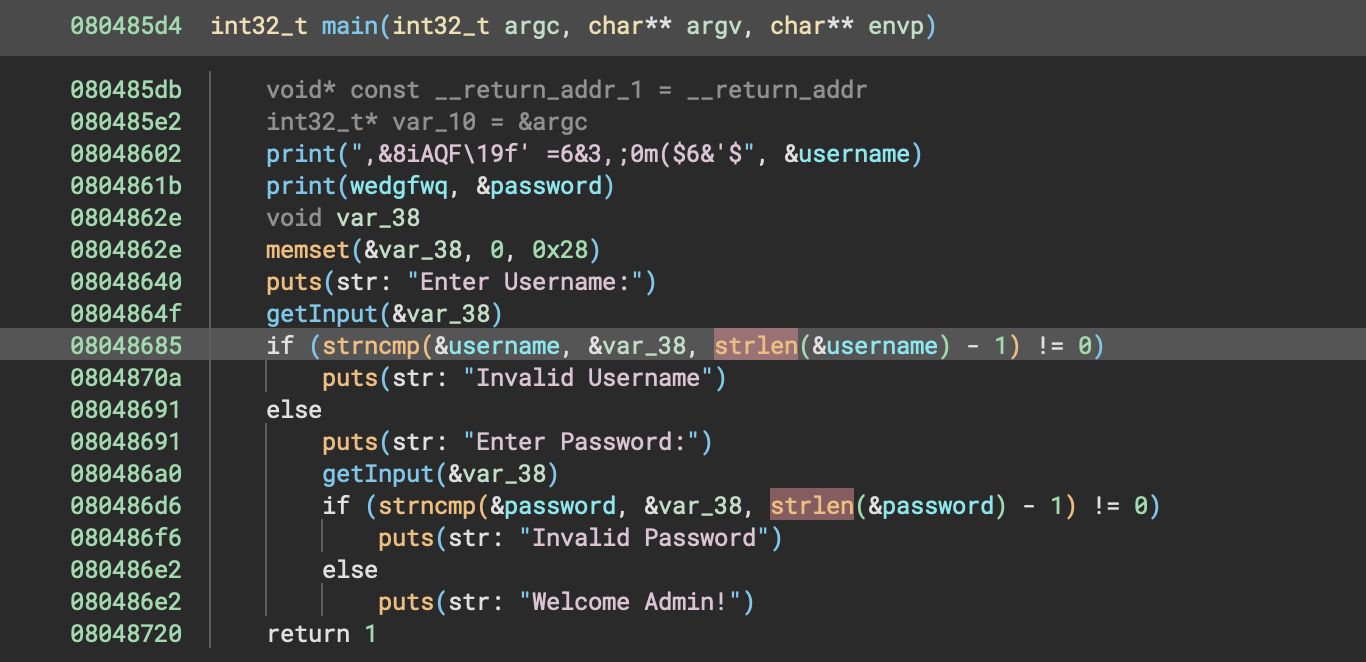 080485d4 int32_t main(int32_t argc, char** argv, char** envp)
080485db void* const __return_addr_1 = __return_addr
080485e2 int32_t* var_10 = &argc
08048602 print(",&8iAQF\19f' =6&3,;0m($6&'$", &username)
0804861b print(wedgfwq, &password)
0804862e void var_38
0804862e memset(&var_38, 0, 0x28)
08048640 puts(str: "Enter Username:")
0804864f getInput(&var_38)
08048685 if (strncmp(&username, &var_38, strlen(&username) - 1) != 0)
0804870a puts(str: "Invalid Username")
08048691 else
08048691 puts(str: "Enter Password:")
080486a0 getInput(&var_38)
080486d6 if (strncmp(&password, &var_38, strlen(&password) - 1) != 0)
080486f6 puts(str: "Invalid Password")
080486e2 else
080486e2 puts(str: "Welcome Admin!")
08048720 return 1